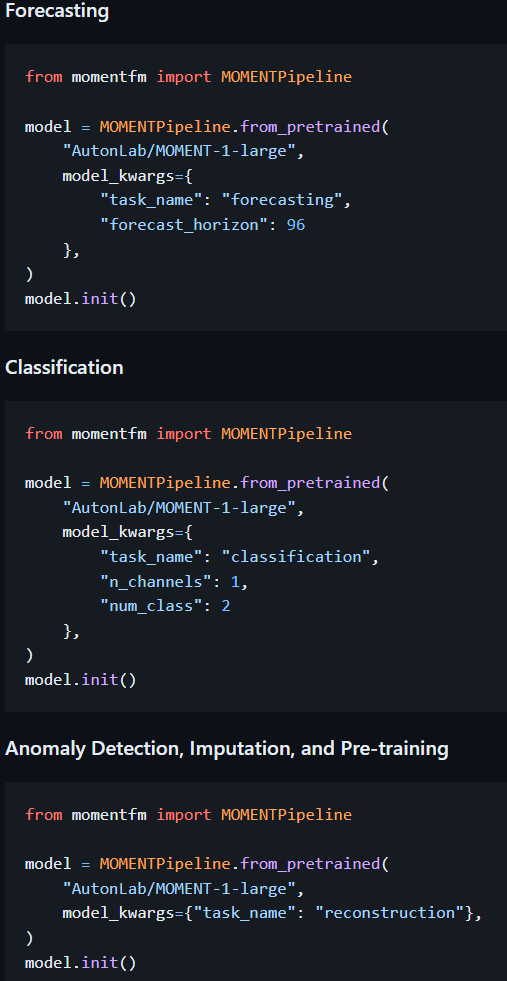 Forecasting
from momentfm import MOMENTPipeline
model = MOMENTPipeline.from_pretrained(
    "AutonLab/MOMENT-1-large",
    model_kwargs={
        "task_name": "forecasting",
        "forecast_horizon": 96
    },
)
model.init()
Classification
from momentfm import MOMENTPipeline
model = MOMENTPipeline.from_pretrained(
    "AutonLab/MOMENT-1-large",
    model_kwargs={
        "task_name": "classification",
        "n_channels": 1,
        "num_class": 2
    },
)
model.init()
Anomaly Detection, Imputation, and Pre-training
from momentfm import MOMENTPipeline
model = MOMENTPipeline.from_pretrained(
    "AutonLab/MOMENT-1-large",
    model_kwargs={"task_name": "reconstruction"},
)
model.init()